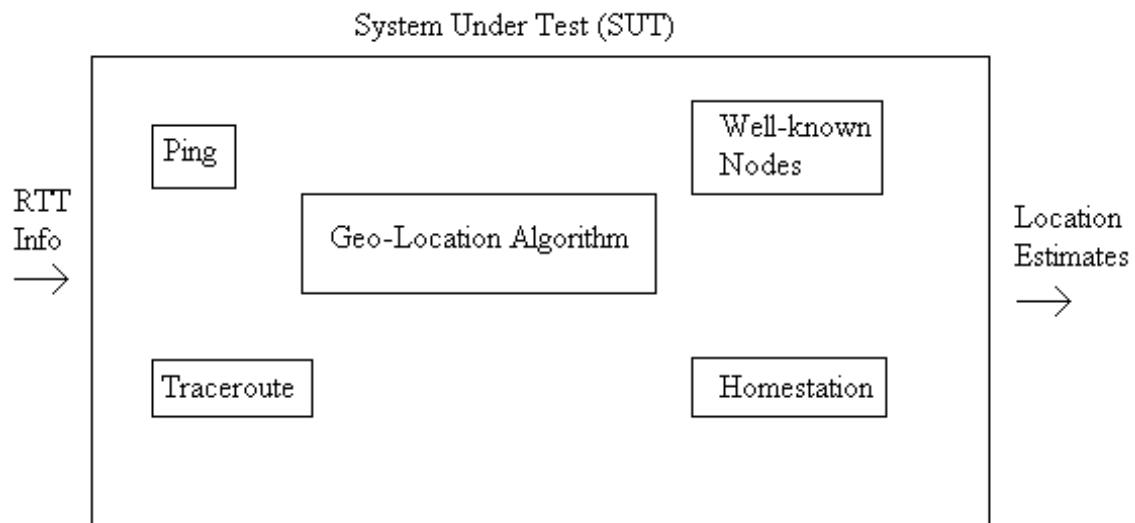 System Under Test (SUT)
Ping
Well-known
Nodes
RTT
Info
Geo-Location Algorithm
Location
Estimates
Traceroute
Homestation